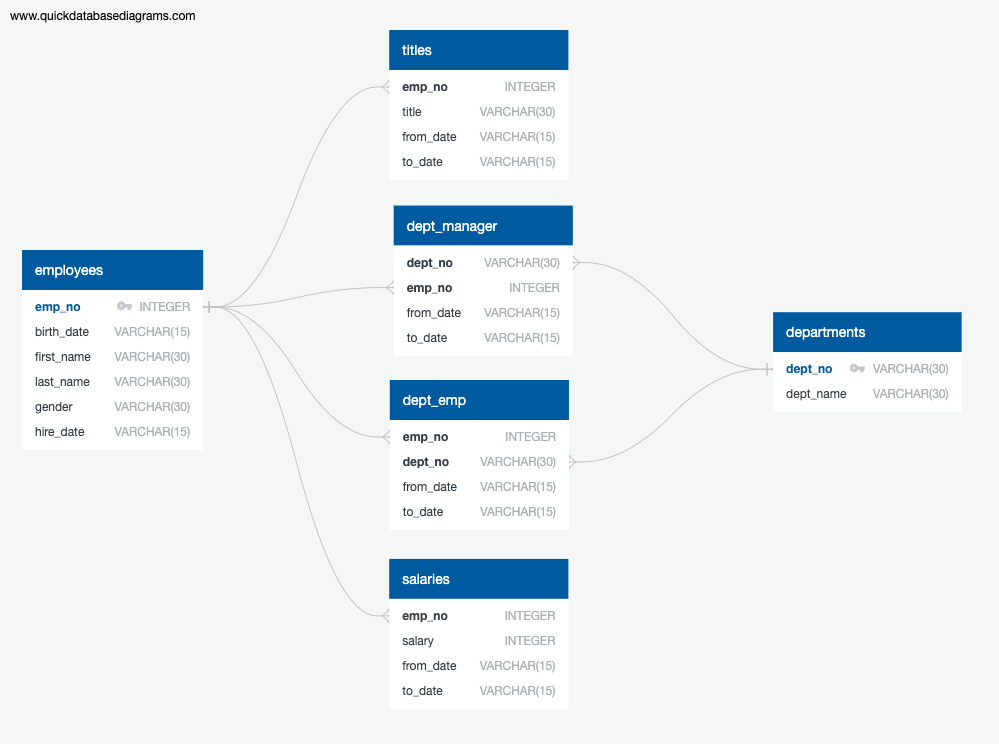 www.quickdatabasediagrams.com
titles
emp_no INTEGER
title VARCHAR(30)
from_date VARCHAR(15)
to_date VARCHAR(15)
dept_manager
dept_no VARCHAR(30)
emp_no INTEGER
from_date VARCHAR(15)
to_date VARCHAR(15)
employees
emp_no INTEGER
birth_date VARCHAR(15)
first_name VARCHAR(30)
last_name VARCHAR(30)
gender VARCHAR(30)
hire_date VARCHAR(15)
departments
dept_no VARCHAR(30)
dept_name VARCHAR(30)
dept_emp
emp_no INTEGER
dept_no VARCHAR(30)
from_date VARCHAR(15)
to_date VARCHAR(15)
salaries
emp_no INTEGER
salary INTEGER
from_date VARCHAR(15)
to_date VARCHAR(15)